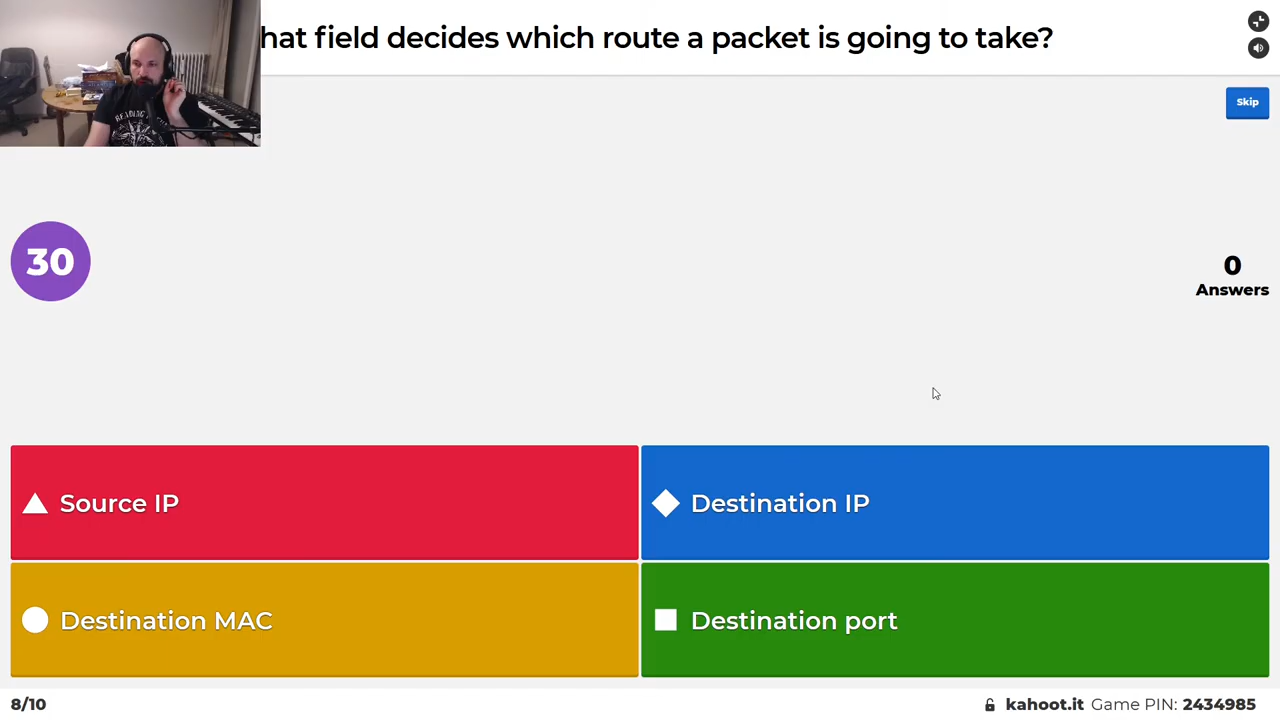 hat field decides which route a packet is going to take?
Skip
30
0
Answers
Source IP
Destination IP
Destination MAC
Destination port
8/10
kahoot.it Game PIN: 2434985